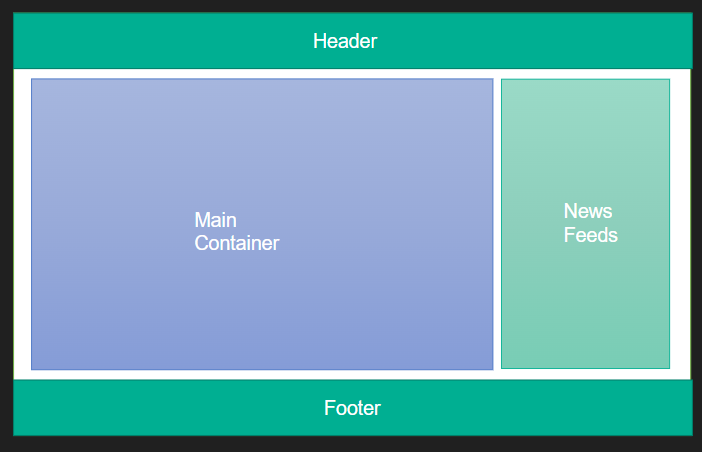 Header
Main
Container
News
Feeds
Footer